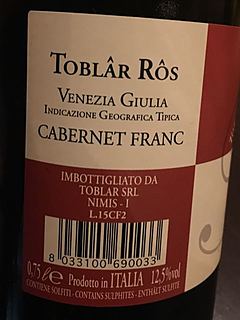 TOBLÂR RÔS
VENEZIA GIULIA
INDICAZIONE GEOGRAFICA TIPICA
CABERNET FRANC
IMBOTTIGLIATO DA
TOBLAR SRL
NIMIS - I
L.15CF2
8 033100 690033
0,75 l e Prodotto in ITALIA 12,5%vol
CONTIENE SOLFITI - CONTAINS SULPHITES - ENTHÄLT SULFITE